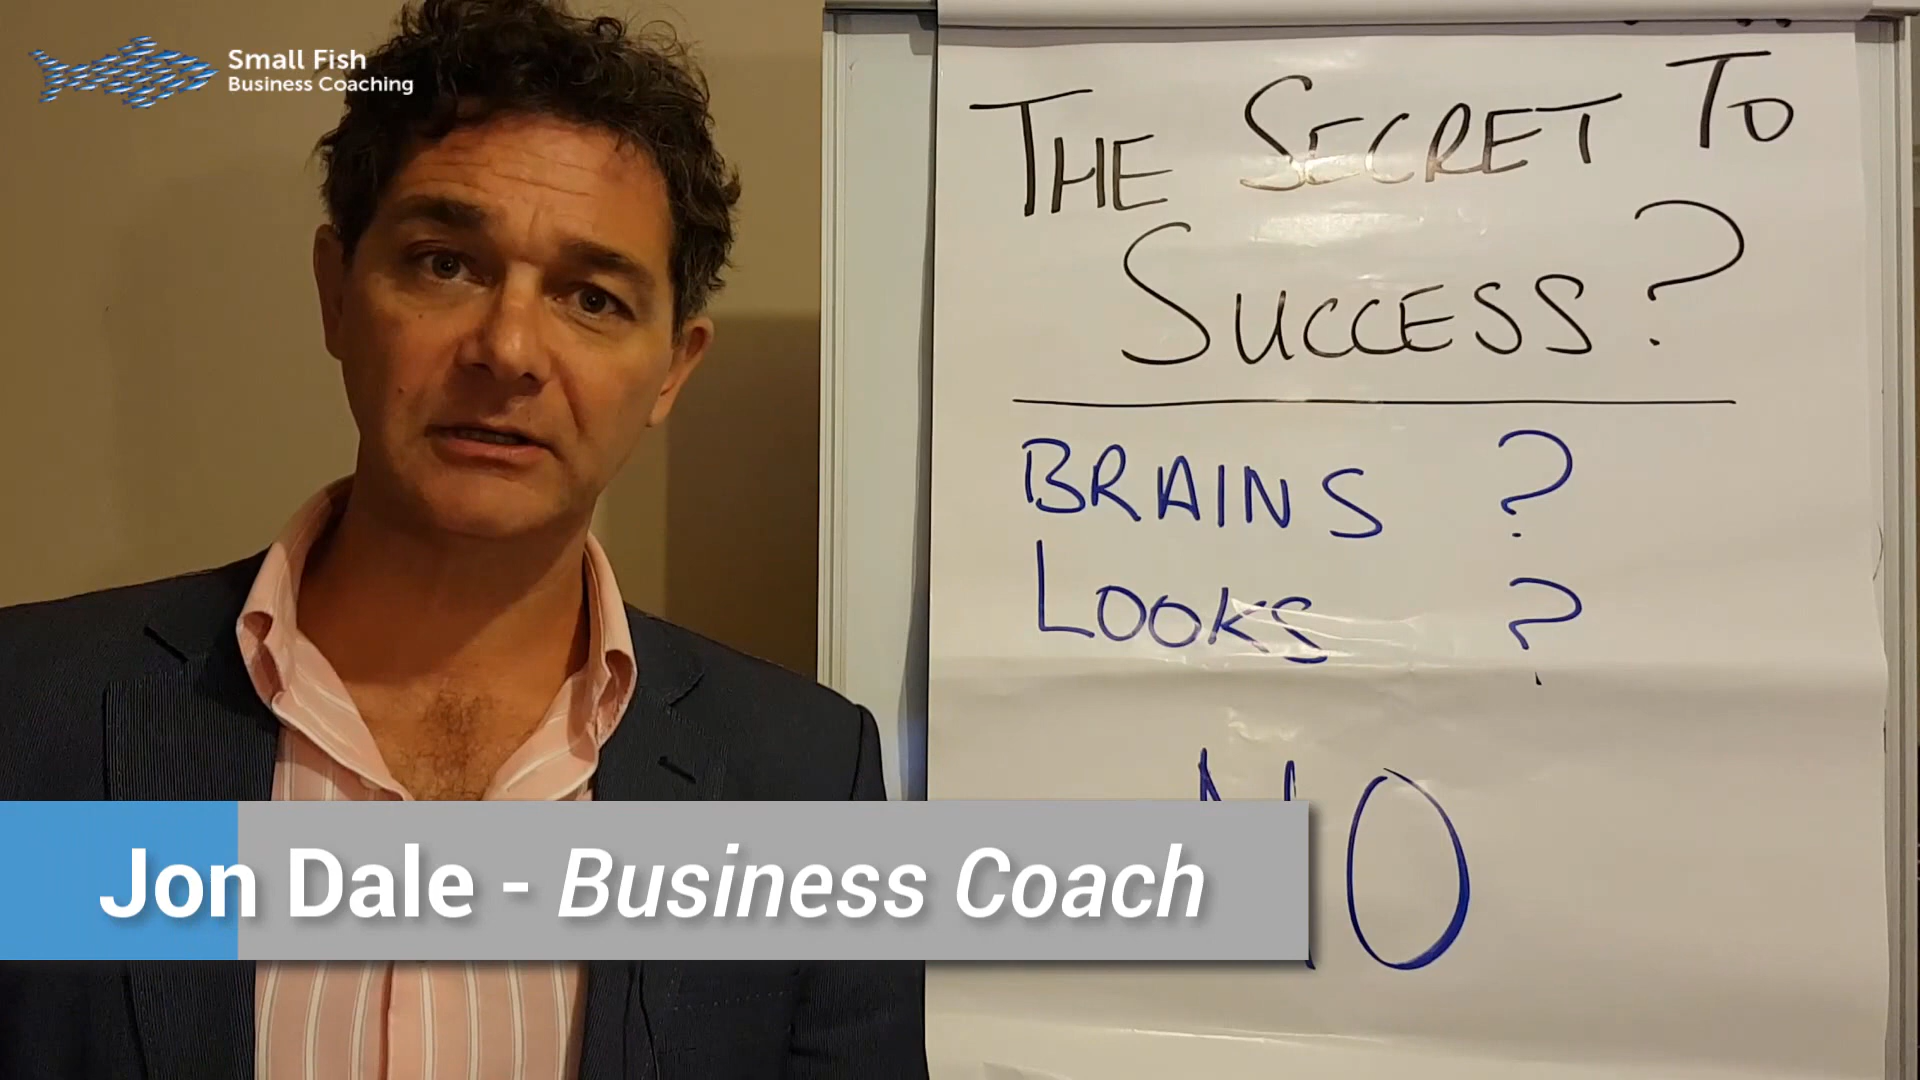 Small Fish
Business Coaching
THE SECRET TO
SUCCESS?
BRAINS ?
LOOKS ?
NO
Jon Dale - Business Coach